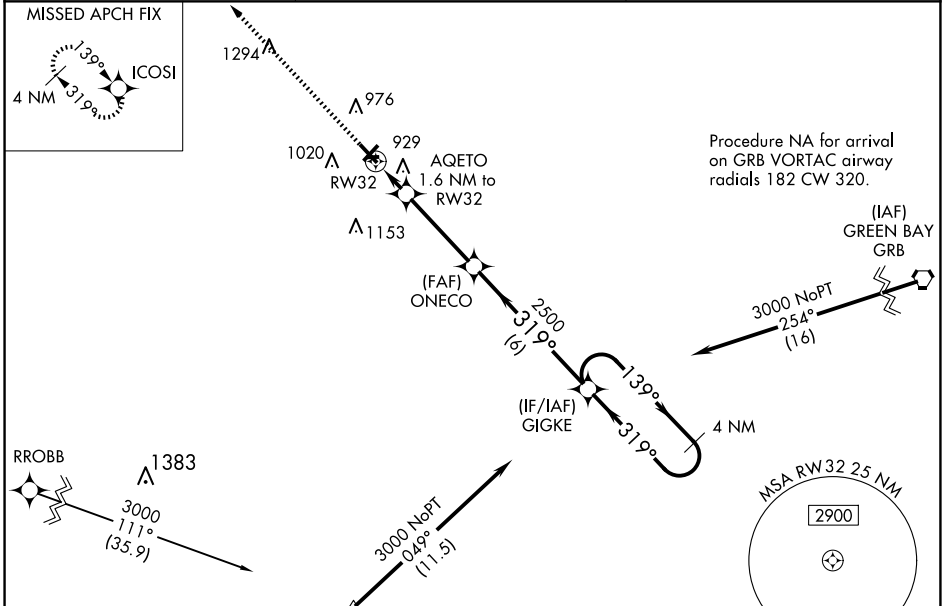 MISSED APCH FIX
139°
ICOSI
4 NM
319°
1294
976
1020
929
RW32
AQETO
1.6 NM to
RW32
1153
Procedure NA for arrival
on GRB VORTAC airway
radials 182 CW 320.
(IAF)
GREEN BAY
GRB
(FAF)
ONECO
3000 NoPT
254°
(16)
2500
319°
(6)
(IF/IAF)
GIGKE
139°
319°
4 NM
RROBB
1383
3000
111°
(35.9)
3000 NoPT
049°
(11.5)
MSA RW32 25 NM
2900